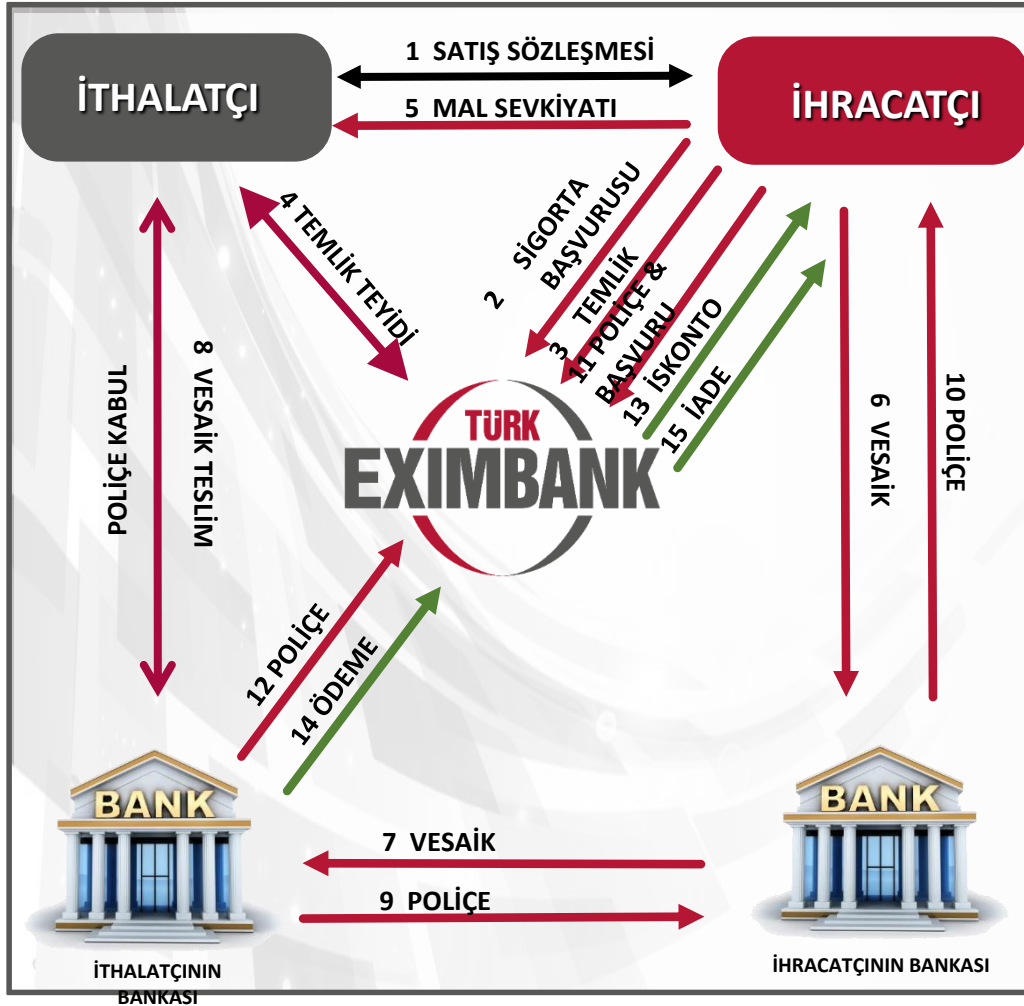 1 SATIŞ SÖZLEŞMESİ
İTHALATÇI
İHRACATÇI
5 MAL SEVKİYATI
2 SİGORTA
BAŞVURUSU
3 TEMLİK
4 TEMLİK TEYİDİ
11 POLİÇE &
BAŞVURU
13 İSKONTO
15 İADE
POLİÇE KABUL
8 VESAİK TESLİM
6 VESAİK
10 POLİÇE
TÜRK
EXIMBANK
12 POLİÇE
14 ÖDEME
BANK
BANK
7 VESAİK
9 POLİÇE
İTHALATÇININ
BANKASI
İHRACATÇININ BANKASI